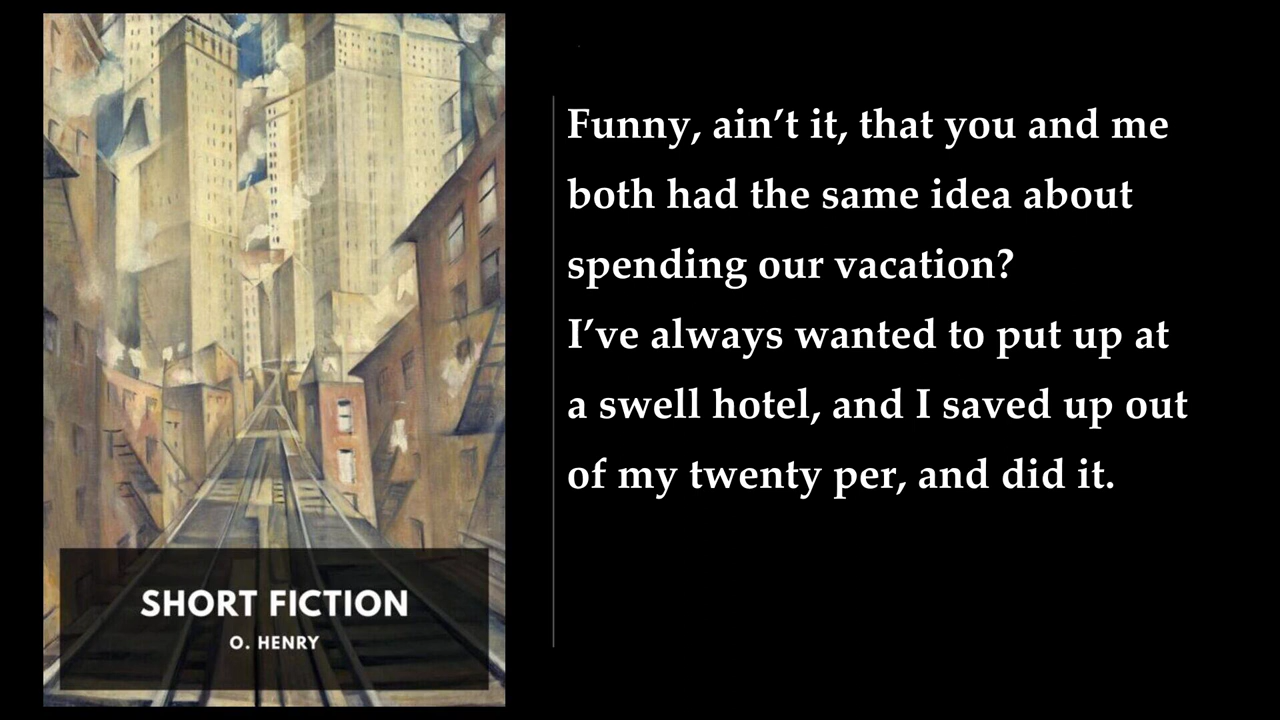 Funny, ain’t it, that you and me
both had the same idea about
spending our vacation?
I’ve always wanted to put up at
a swell hotel, and I saved up out
of my twenty per, and did it.
SHORT FICTION
O. HENRY